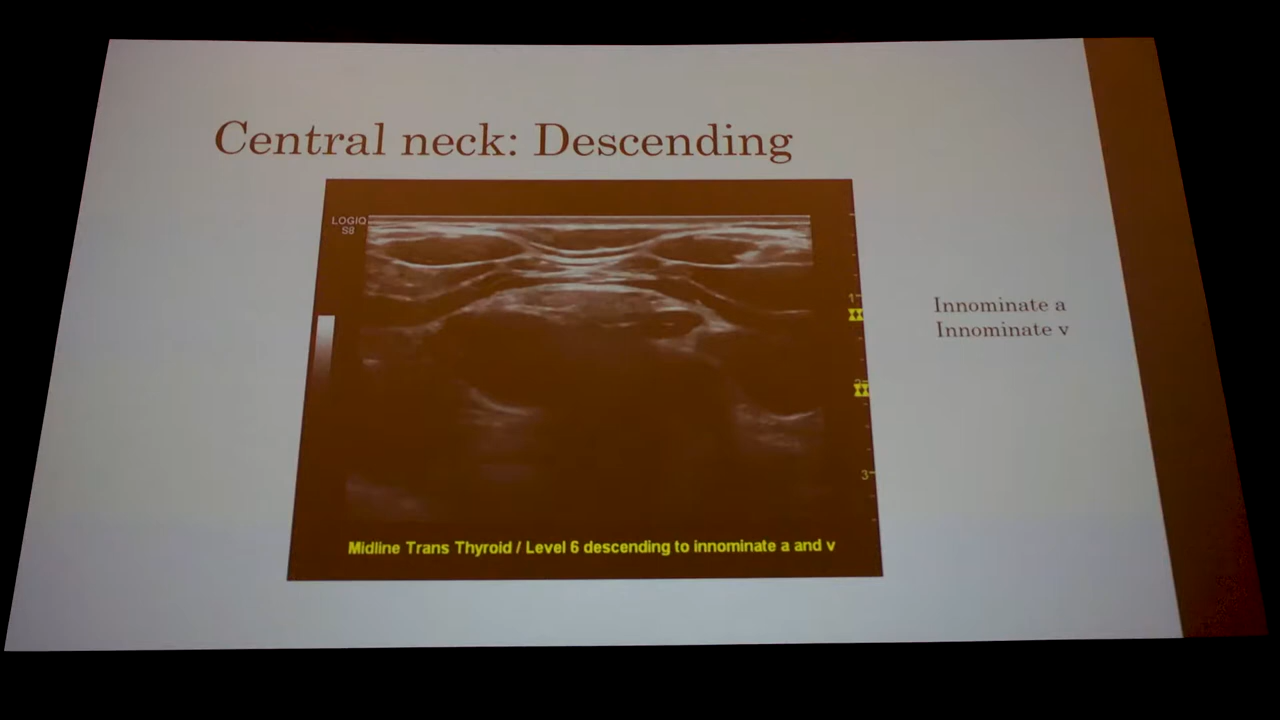 Central neck: Descending
LOGIQ
S8
1
2
3
Innominate a
Innominate v
Midline Trans Thyroid / Level 6 descending to innominate a and v